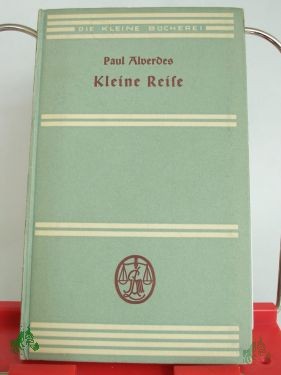 DIE KLEINE BÜCHEREI
Paul Alverdes
Kleine Reiſe